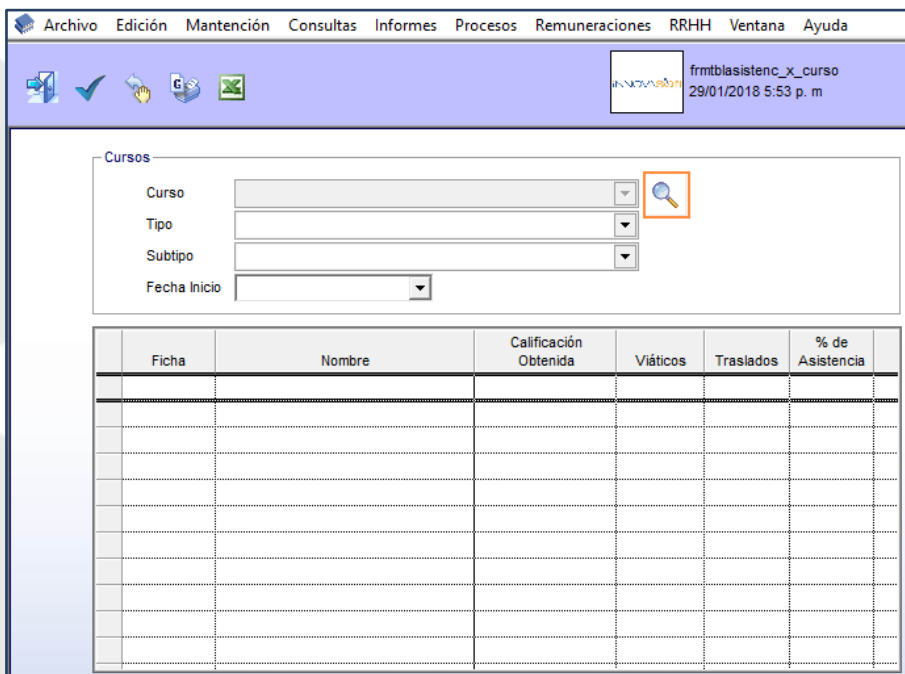 Archivo Edición Mantención Consultas Informes Procesos Remuneraciones RRHH Ventana Ayuda
innovasion
frmtblasistenc_x_curso
29/01/2018 5:53 p. m
Cursos
Curso
Tipo
Subtipo
Fecha Inicio
Ficha Nombre Calificación Obtenida Viáticos Traslados % de Asistencia